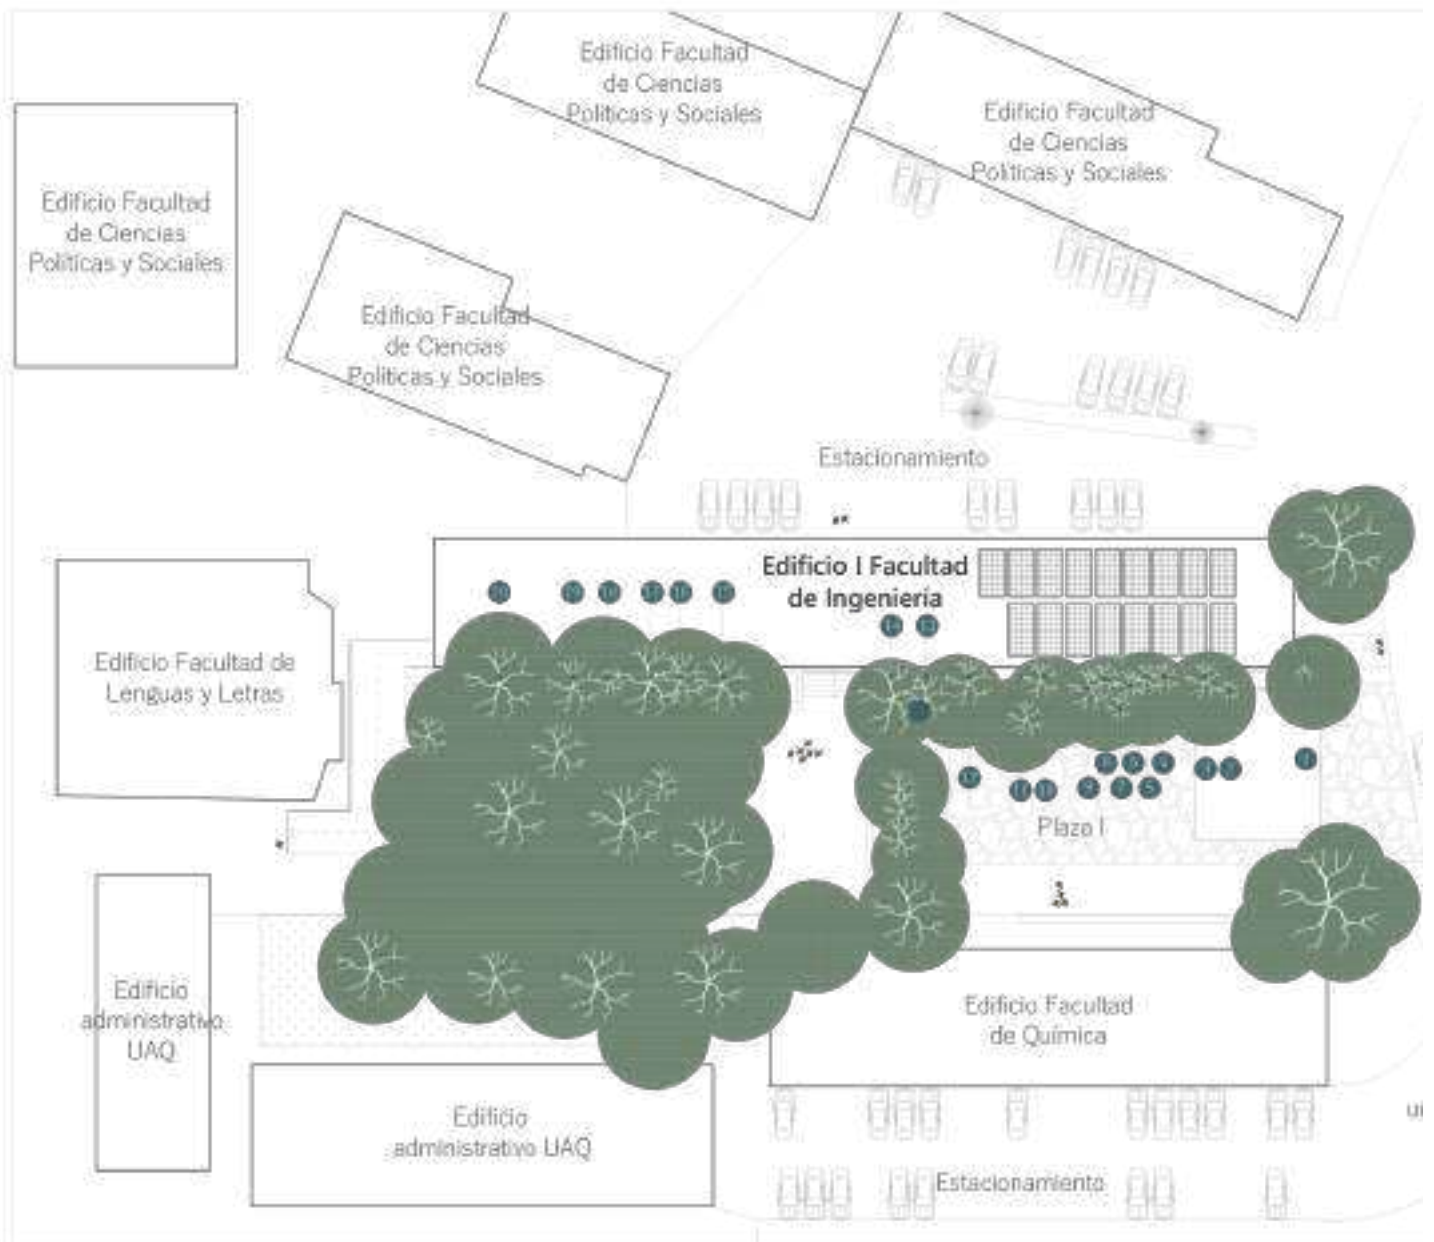 Edificio Facultad
de Ciencias
Políticas y Sociales
Edificio Facultad
de Ciencias
Políticas y Sociales
Edificio Facultad
de Ciencias
Políticas y Sociales
Edificio Facultad
de Ciencias
Políticas y Sociales
Estacionamiento
Edificio I Facultad
de Ingeniería
Edificio Facultad de
Lenguas y Letras
Plaza I
Edificio
administrativo
UAQ
Edificio Facultad
de Química
Edificio
administrativo UAQ
Estacionamiento